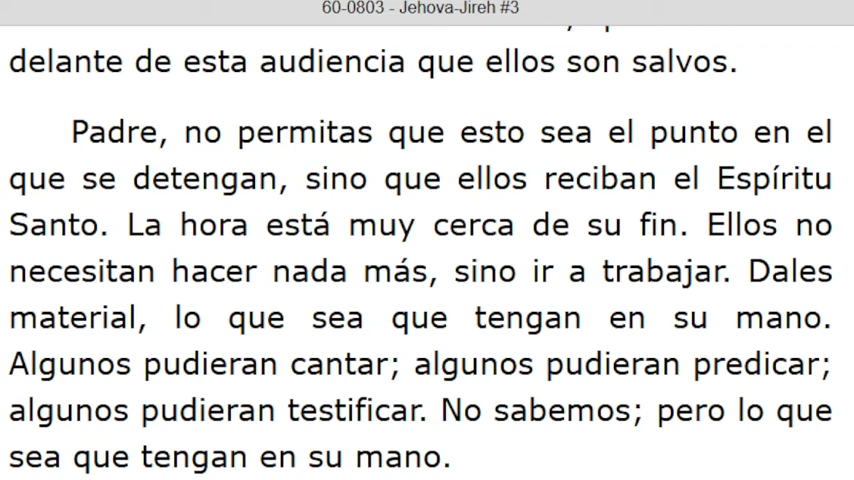 60-0803 - Jehova-Jireh #3
delante de esta audiencia que ellos son salvos.
Padre, no permitas que esto sea el punto en el
que se detengan, sino que ellos reciban el Espíritu
Santo. La hora está muy cerca de su fin. Ellos no
necesitan hacer nada más, sino ir a trabajar. Dales
material, lo que sea que tengan en su mano.
Algunos pudieran cantar; algunos pudieran predicar;
algunos pudieran testificar. No sabemos; pero lo que
sea que tengan en su mano.